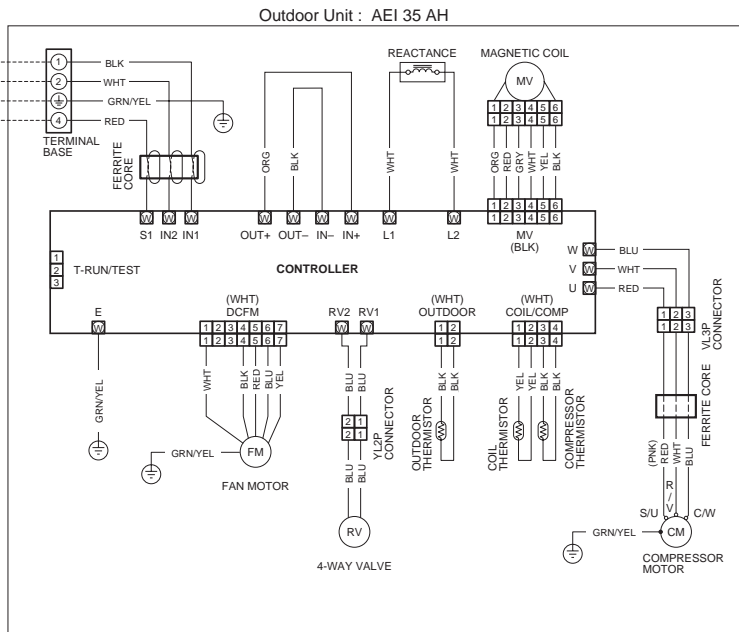 Outdoor Unit : AEI 35 AH
1
2
4
TERMINAL
BASE
BLK
WHT
GRN/YEL
RED
FERRITE
CORE
ORG
BLK
REACTANCE
WHT
WHT
MAGNETIC COIL
MV
1 2 3 4 5 6
1 2 3 4 5 6
ORG
RED
GRY
WHT
YEL
BLK
1 2 3 4 5 6
1 2 3 4 5 6
W W W W W W W W W
S1 IN2 IN1 OUT+ OUT– IN– IN+ L1 L2 MV
(BLK)
1
2
3
T-RUN/TEST
CONTROLLER
W W BLU
V W WHT
U W RED
E
W
(WHT)
DCFM
1 2 3 4 5 6 7
1 2 3 4 5 6 7
RV2 RV1
W W
(WHT)
OUTDOOR
1 2
1 2
(WHT)
COIL/COMP
1 2 3 4
1 2 3 4
1 2 3
1 2 3
VL3P
CONNECTOR
GRN/YEL
WHT
BLK
RED
BLU
YEL
GRN/YEL
FM
FAN MOTOR
BLU
BLU
2 1
2 1
YL2P
CONNECTOR
BLU
BLU
RV
4-WAY VALVE
BLK
BLK
OUTDOOR
THERMISTOR
YEL
YEL
BLK
BLK
COIL
THERMISTOR
COMPRESSOR
THERMISTOR
FERRITE CORE
(PNK)
RED
WHT
BLU
R/V
S/U
C/W
GRN/YEL
CM
COMPRESSOR
MOTOR